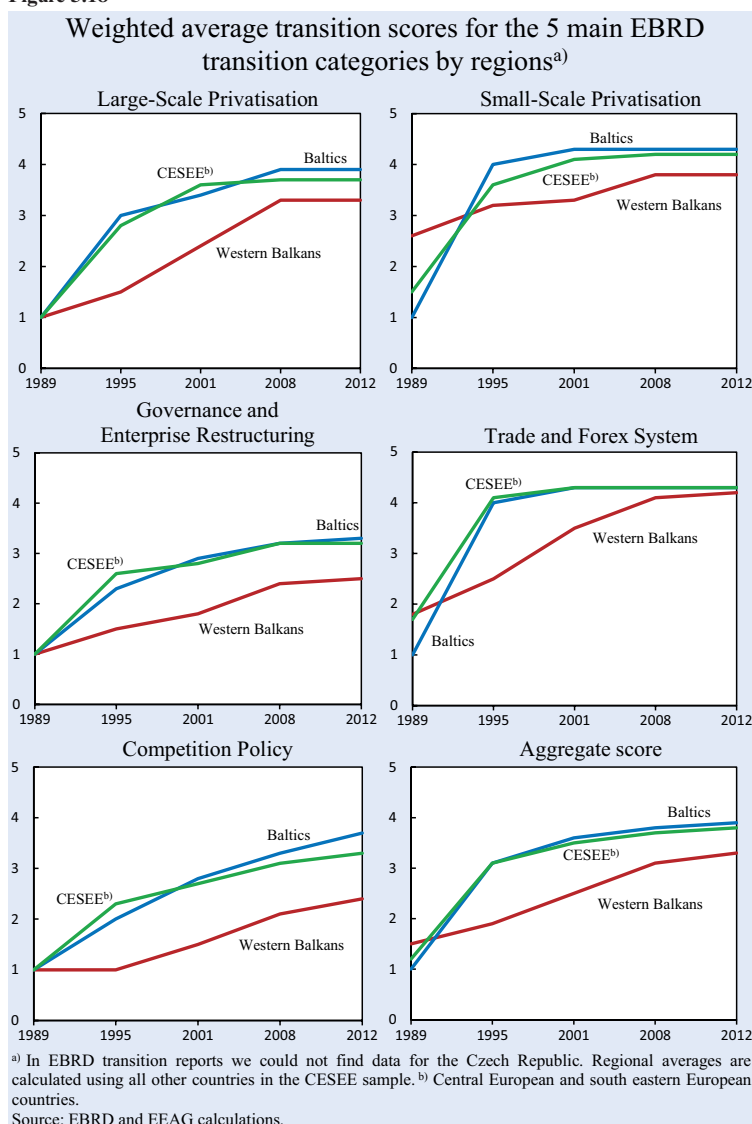 Figure 3.18
Weighted average transition scores for the 5 main EBRD
transition categories by regionsa)
Large-Scale Privatisation
5
4
3
2
1
0
1989 1995 2001 2008 2012
Baltics
CESEEb)
Western Balkans
Small-Scale Privatisation
5
4
3
2
1
0
1989 1995 2001 2008 2012
Baltics
CESEEb)
Western Balkans
Governance and
Enterprise Restructuring
5
4
3
2
1
0
1989 1995 2001 2008 2012
Baltics
CESEEb)
Western Balkans
Trade and Forex System
5
4
3
2
1
0
1989 1995 2001 2008 2012
CESEEb)
Western Balkans
Baltics
Competition Policy
5
4
3
2
1
0
1989 1995 2001 2008 2012
Baltics
CESEEb)
Western Balkans
Aggregate score
5
4
3
2
1
0
1989 1995 2001 2008 2012
Baltics
CESEEb)
Western Balkans
a) In EBRD transition reports we could not find data for the Czech Republic. Regional averages are
calculated using all other countries in the CESEE sample. b) Central European and south eastern European
countries.
Source: EBRD and EEAG calculations.